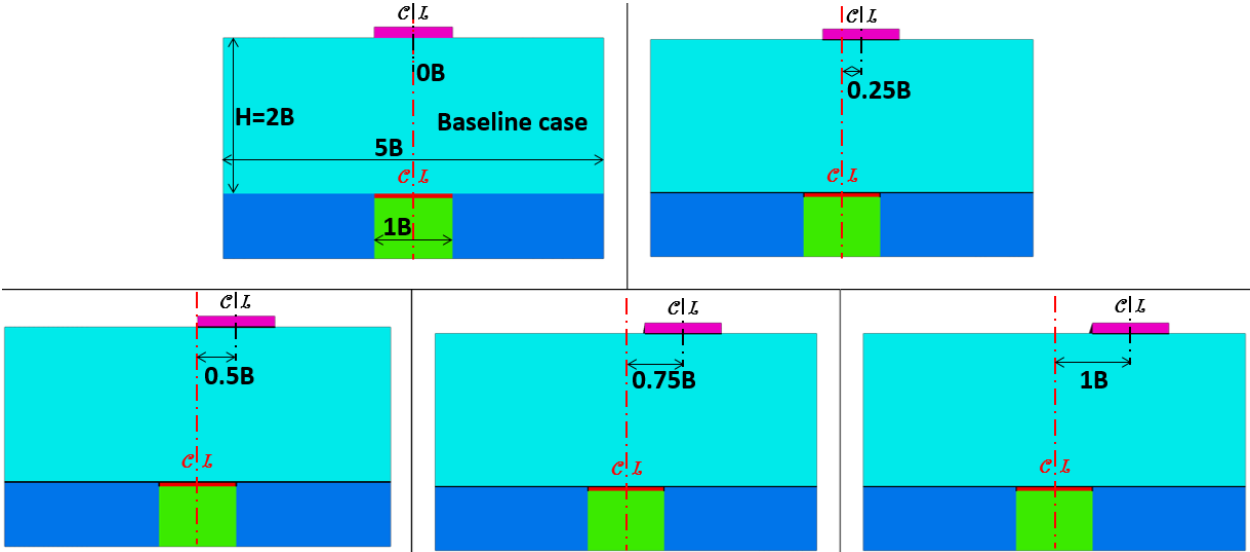 C L
0B
H=2B
Baseline case
5B
C L
1B
C L
0.25B
C L
C L
0.5B
C L
C L
0.75B
C L
C L
1B
C L